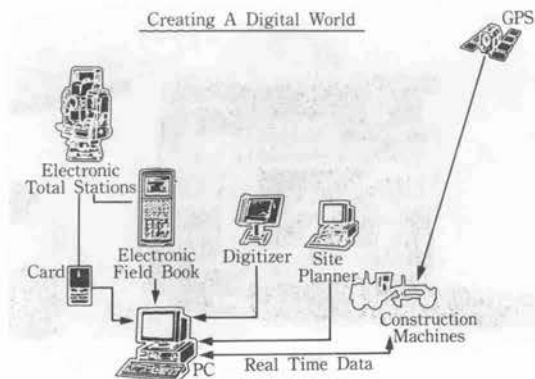 Creating A Digital World
GPS
Electronic
Total Stations
Electronic
Field Book
Digitizer
Site
Planner
Card
Construction
Machines
PC
Real Time Data